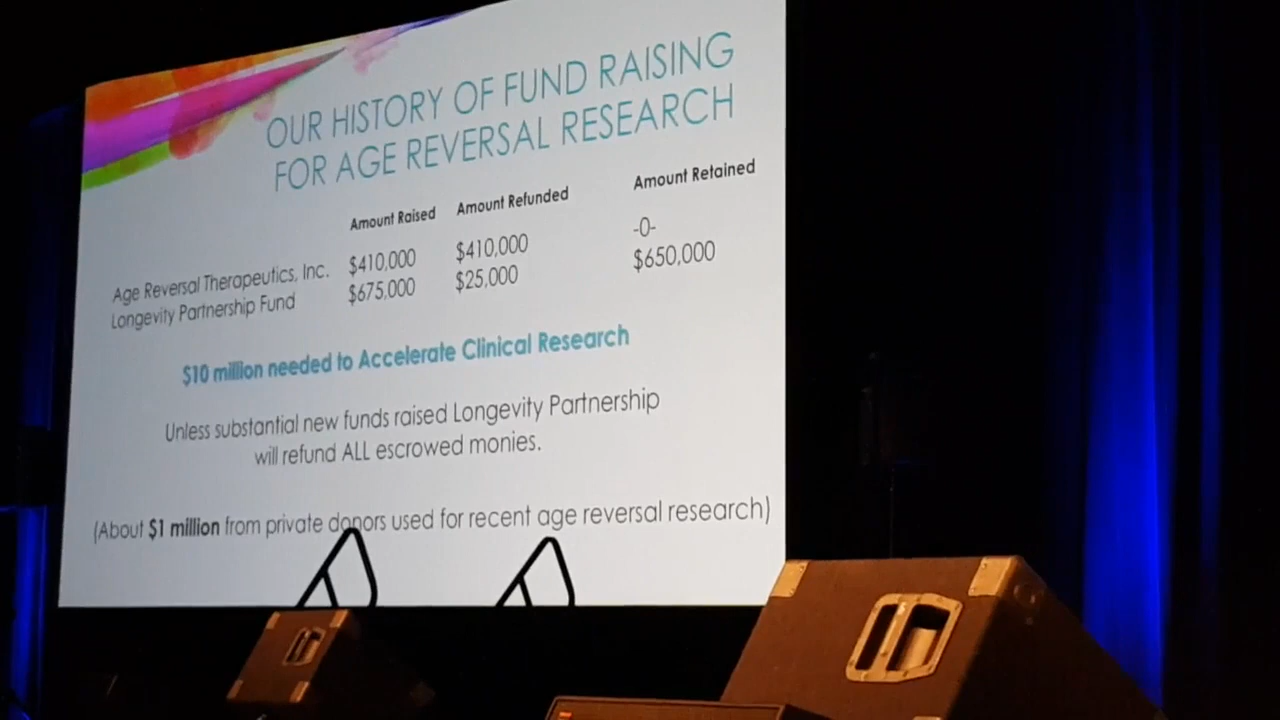 OUR HISTORY OF FUND RAISING
FOR AGE REVERSAL RESEARCH
Amount Raised Amount Refunded Amount Retained
Age Reversal Therapeutics, Inc. $410,000 $410,000 -0-
Longevity Partnership Fund $675,000 $25,000 $650,000
$10 million needed to Accelerate Clinical Research
Unless substantial new funds raised Longevity Partnership
will refund ALL escrowed monies.
(About $1 million from private donors used for recent age reversal research)